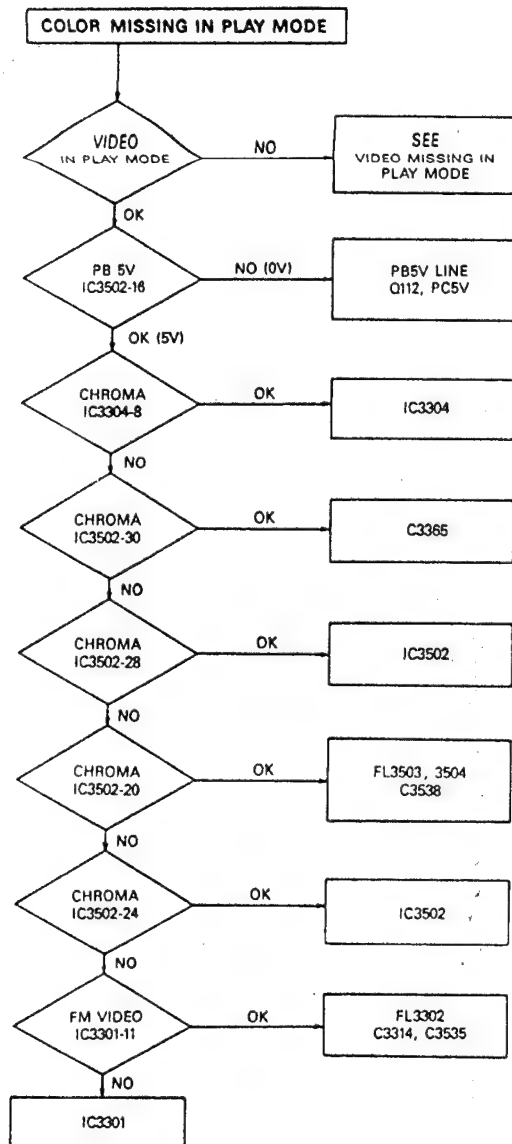 COLOR MISSING IN PLAY MODE
VIDEO
IN PLAY MODE
NO
SEE
VIDEO MISSING IN
PLAY MODE
OK
PB 5V
IC3502-16
NO (0V)
PB5V LINE
Q112, PC5V
OK (5V)
CHROMA
IC3304-8
OK
IC3304
NO
CHROMA
IC3502-30
OK
C3365
NO
CHROMA
IC3502-28
OK
IC3502
NO
CHROMA
IC3502-20
OK
FL3503, 3504
C3538
NO
CHROMA
IC3502-24
OK
IC3502
NO
FM VIDEO
IC3301-11
OK
FL3302
C3314, C3535
NO
IC3301